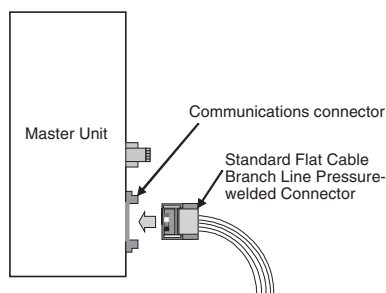 Communications connector
Master Unit
Standard Flat Cable
Branch Line Pressure-
welded Connector